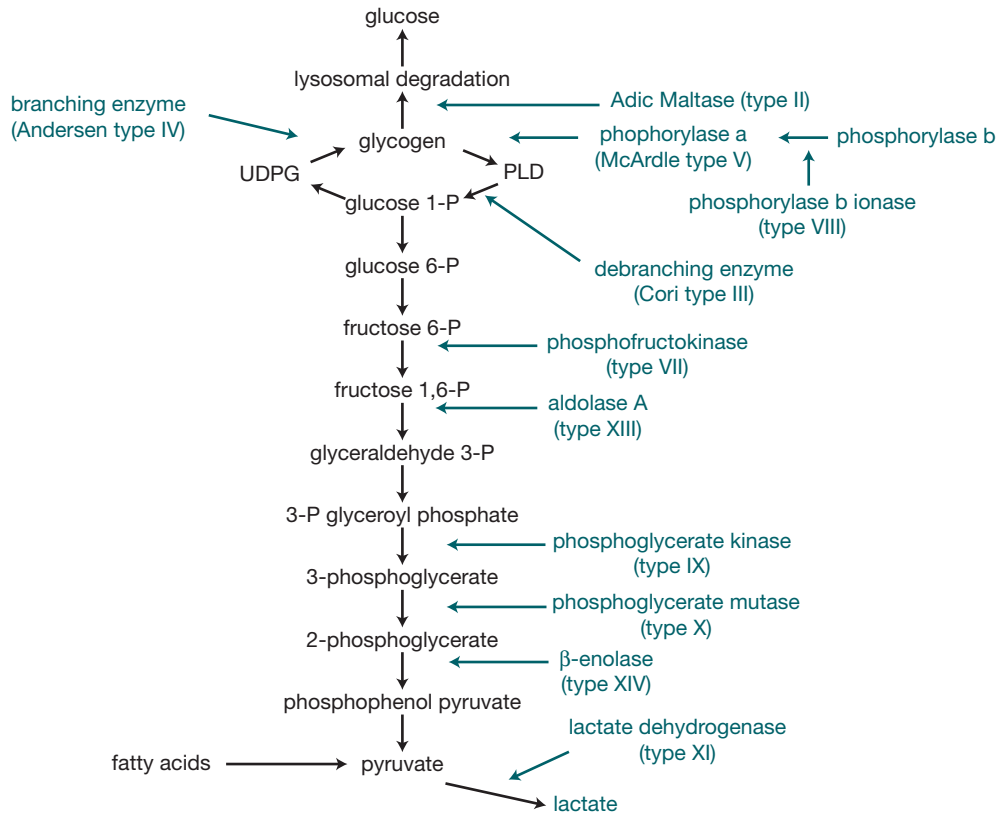 glucose
lysosomal degradation
branching enzyme
(Andersen type IV)
Adic Maltase (type II)
glycogen
phophorylase a
(McArdle type V)
phosphorylase b
UDPG
PLD
glucose 1-P
phosphorylase b ionase
(type VIII)
glucose 6-P
debranching enzyme
(Cori type III)
fructose 6-P
phosphofructokinase
(type VII)
fructose 1,6-P
aldolase A
(type XIII)
glyceraldehyde 3-P
3-P glyceroyl phosphate
phosphoglycerate kinase
(type IX)
3-phosphoglycerate
phosphoglycerate mutase
(type X)
2-phosphoglycerate
β-enolase
(type XIV)
phosphophenol pyruvate
lactate dehydrogenase
(type XI)
fatty acids
pyruvate
lactate